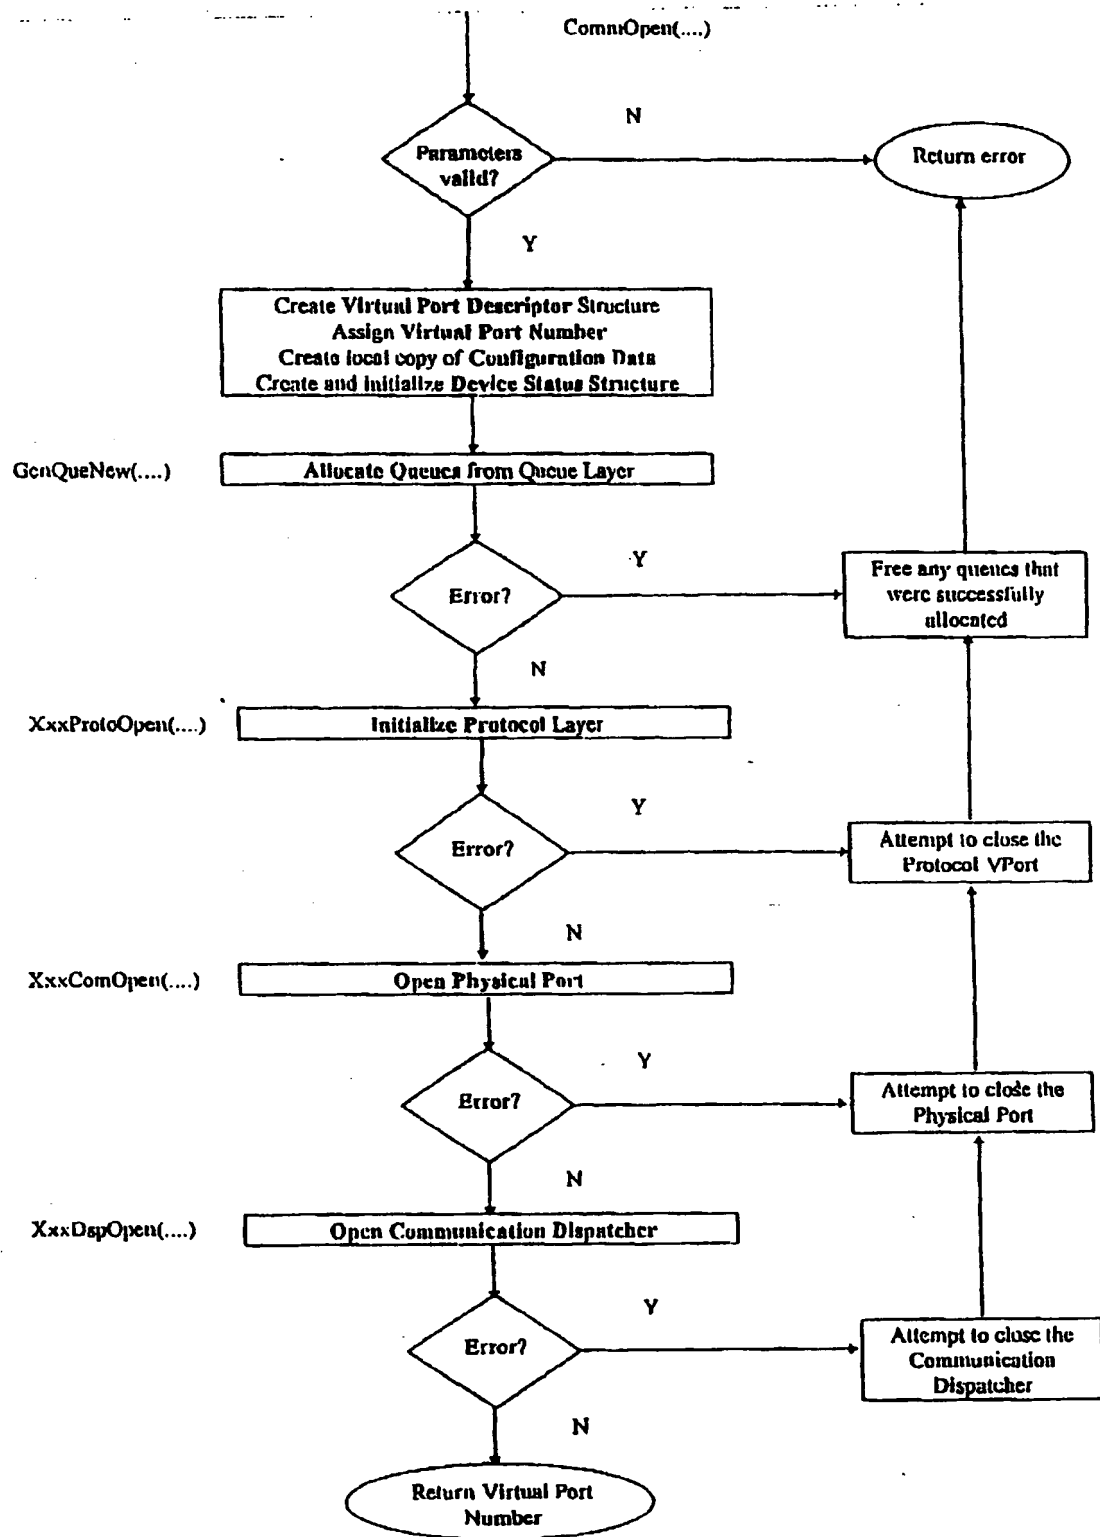 CommOpen(....)
N
Parameters
valid?
Return error
Y
Create Virtual Port Descriptor Structure
Assign Virtual Port Number
Create local copy of Configuration Data
Create and initialize Device Status Structure
GenQueNew(....)
Allocate Queues from Queue Layer
Y
Error?
Free any queues that
were successfully
allocated
N
XxxProtoOpen(....)
Initialize Protocol Layer
Y
Error?
Attempt to close the
Protocol VPort
N
XxxComOpen(....)
Open Physical Port
Y
Error?
Attempt to close the
Physical Port
N
XxxDspOpen(....)
Open Communication Dispatcher
Y
Error?
Attempt to close the
Communication
Dispatcher
N
Return Virtual Port
Number